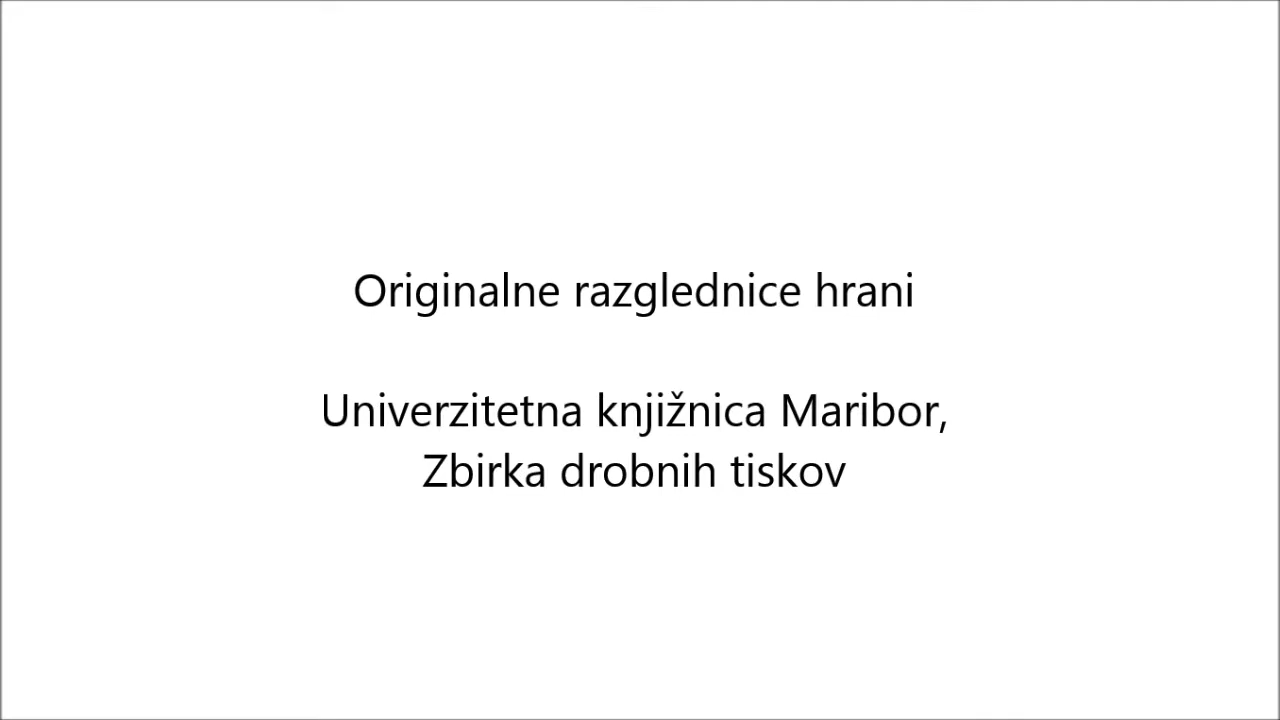 Originalne razglednice hrani
Univerzitetna knjižnica Maribor,
Zbirka drobnih tiskov